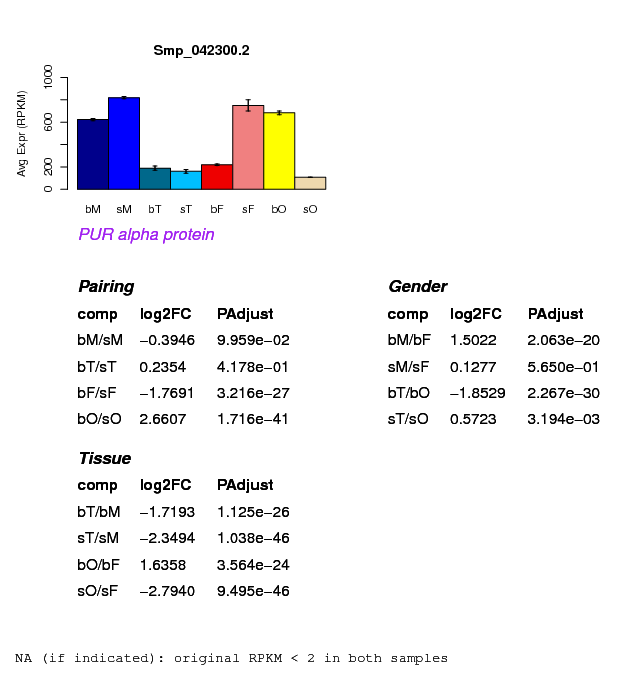 Smp_042300.2
Avg Expr (RPKM)
1000
600
200
0
bM sM bT sT bF sF bO sO
PUR alpha protein
Pairing
comp log2FC PAdjust
bM/sM −0.3946 9.959e−02
bT/sT 0.2354 4.178e−01
bF/sF −1.7691 3.216e−27
bO/sO 2.6607 1.716e−41
Gender
comp log2FC PAdjust
bM/bF 1.5022 2.063e−20
sM/sF 0.1277 5.650e−01
bT/bO −1.8529 2.267e−30
sT/sO 0.5723 3.194e−03
Tissue
comp log2FC PAdjust
bT/bM −1.7193 1.125e−26
sT/sM −2.3494 1.038e−46
bO/bF 1.6358 3.564e−24
sO/sF −2.7940 9.495e−46
NA (if indicated): original RPKM < 2 in both samples